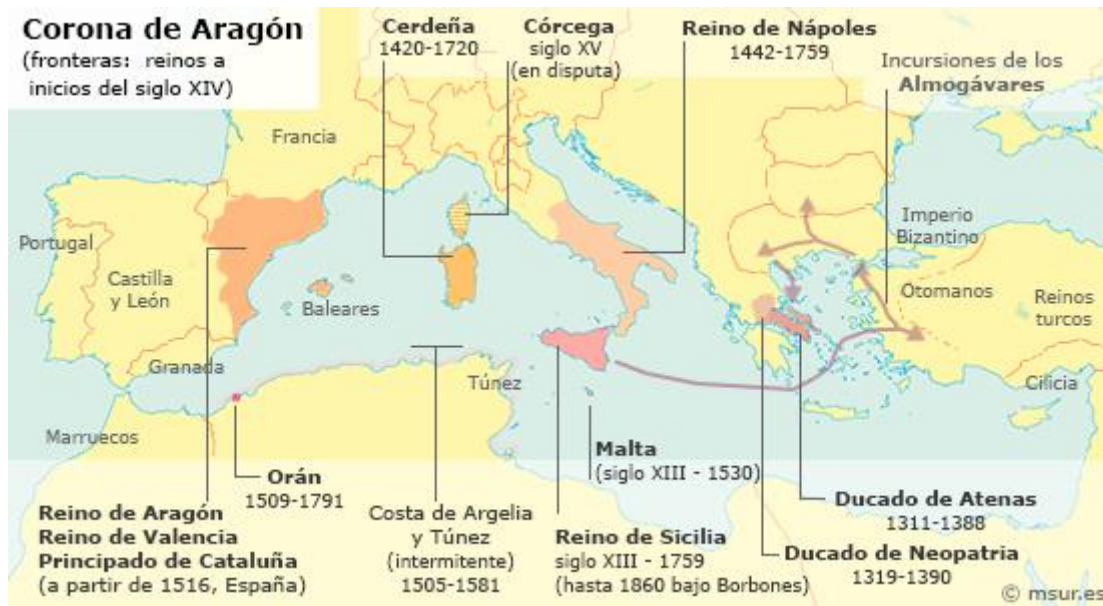 Corona de Aragón
(fronteras: reinos a
inicios del siglo XIV)
Cerdeña
1420-1720
Córcega
siglo XV
(en disputa)
Reino de Nápoles
1442-1759
Incursiones de los
Almogávares
Francia
Portugal
Castilla
y León
Baleares
Granada
Túnez
Marruecos
Imperio
Bizantino
Otomanos
Reinos
turcos
Cilicia
Orán
1509-1791
Malta
(siglo XIII - 1530)
Ducado de Atenas
1311-1388
Reino de Aragón
Reino de Valencia
Principado de Cataluña
(a partir de 1516, España)
Costa de Argelia
y Túnez
(intermitente)
1505-1581
Reino de Sicilia
siglo XIII - 1759
(hasta 1860 bajo Borbones)
Ducado de Neopatria
1319-1390
© msur.es